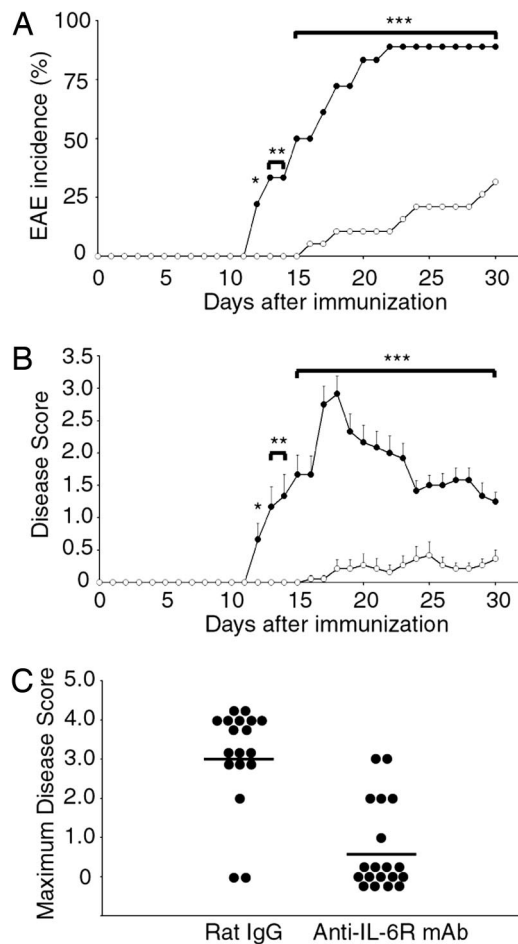 A
EAE incidence (%)
100
75
50
25
0
*
**
***
0 5 10 15 20 25 30
Days after immunization
B
Disease Score
3.5
3.0
2.5
2.0
1.5
1.0
0.5
0
*
**
***
0 5 10 15 20 25 30
Days after immunization
C
Maximum Disease Score
5.0
4.0
3.0
2.0
1.0
0
Rat IgG Anti-IL-6R mAb